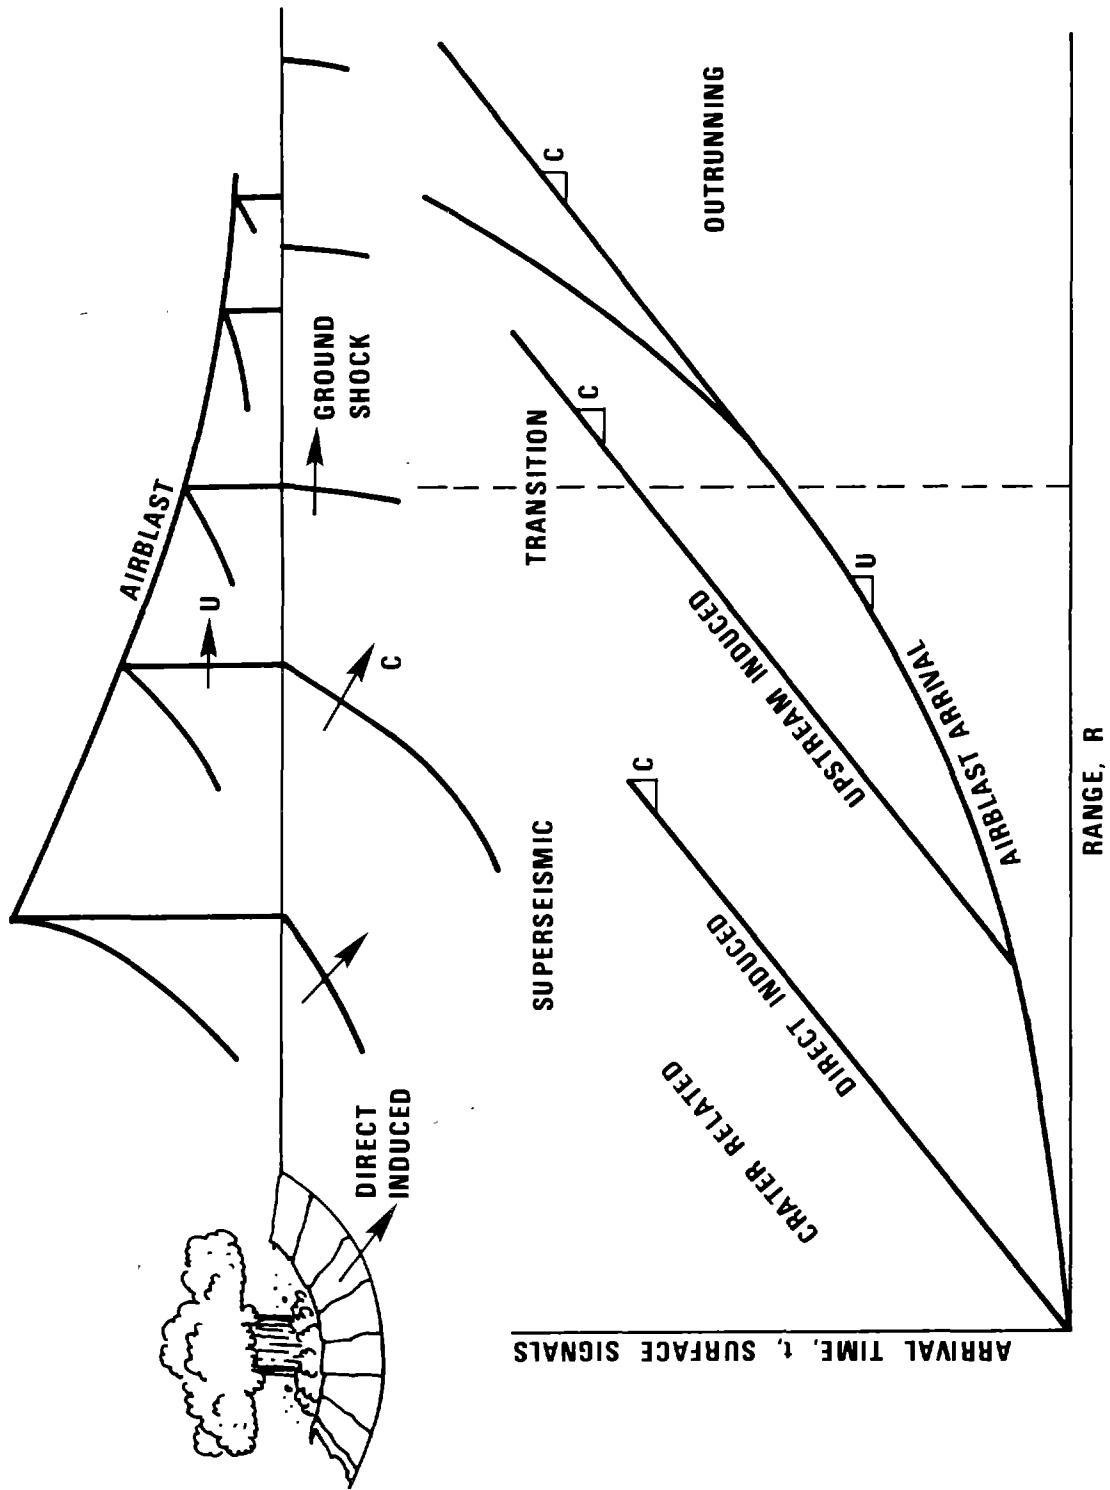 AIRBLAST
U
GROUND
SHOCK
C
DIRECT
INDUCED
SUPERSEISMIC
TRANSITION
OUTRUNNING
C
C
C
U
CRATER RELATED
DIRECT INDUCED
UPSTREAM INDUCED
AIRBLAST ARRIVAL
ARRIVAL TIME, t, SURFACE SIGNALS
RANGE, R